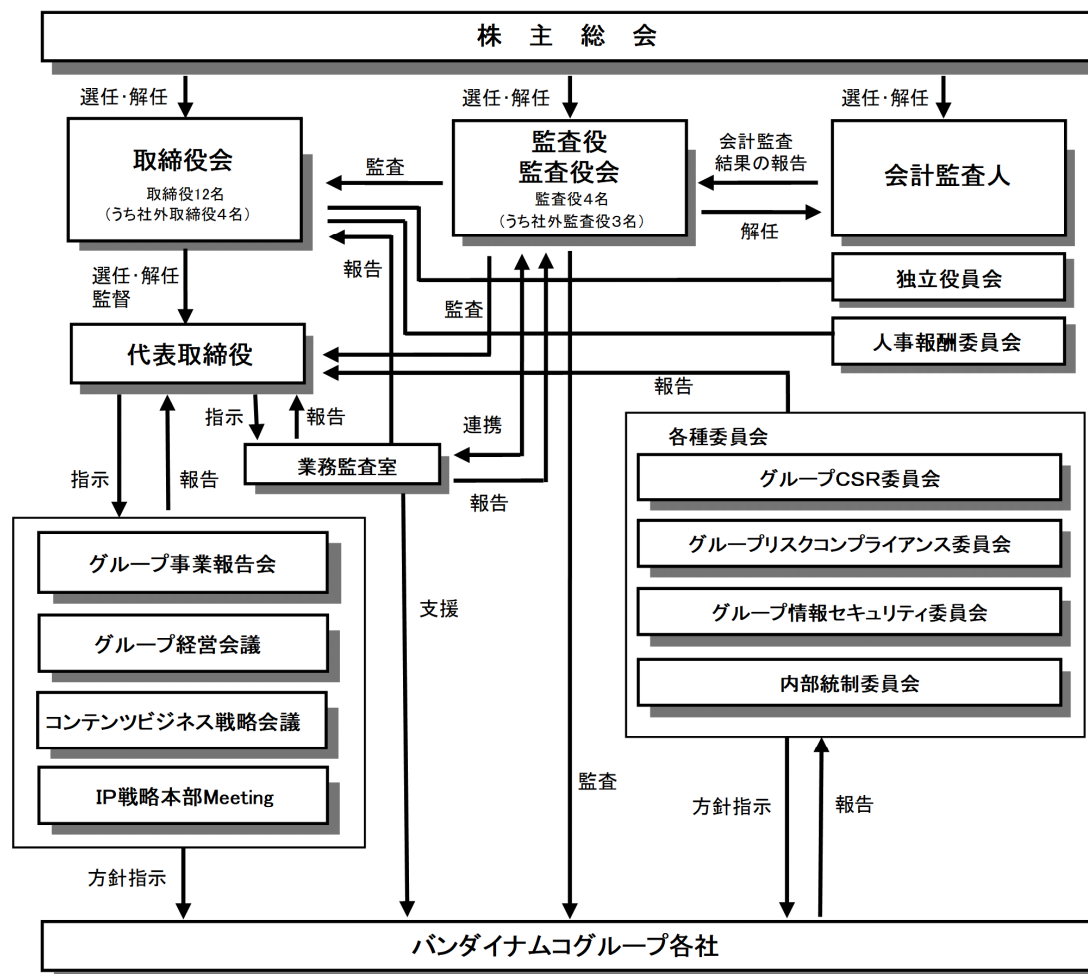 株主総会
選任・解任
選任・解任
選任・解任
取締役会
取締役12名
（うち社外取締役４名）
監査
監査役
監査役会
監査役４名
（うち社外監査役３名）
会計監査
結果の報告
解任
会計監査人
選任・解任
監督
報告
監査
独立役員会
人事報酬委員会
代表取締役
報告
指示
報告
連携
各種委員会
業務監査室
指示
報告
報告
グループCSR委員会
グループリスクコンプライアンス委員会
グループ情報セキュリティ委員会
内部統制委員会
グループ事業報告会
グループ経営会議
コンテンツビジネス戦略会議
IP戦略本部Meeting
支援
監査
方針指示
報告
方針指示
バンダイナムコグループ各社